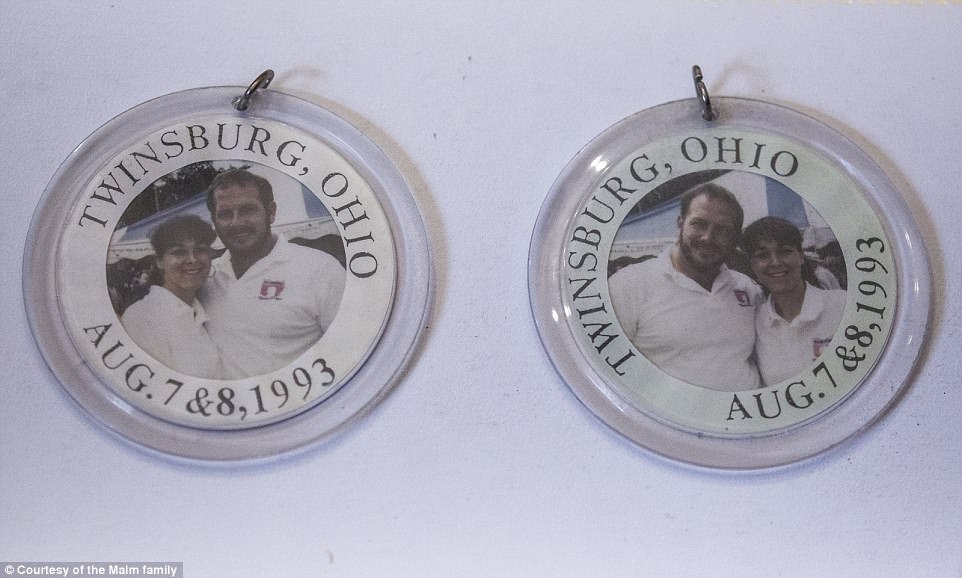 TWINSBURG, OHIO
AUG. 7 &8,1993
TWINSBURG, OHIO
AUG. 7 &8,1993
© Courtesy of the Malm family